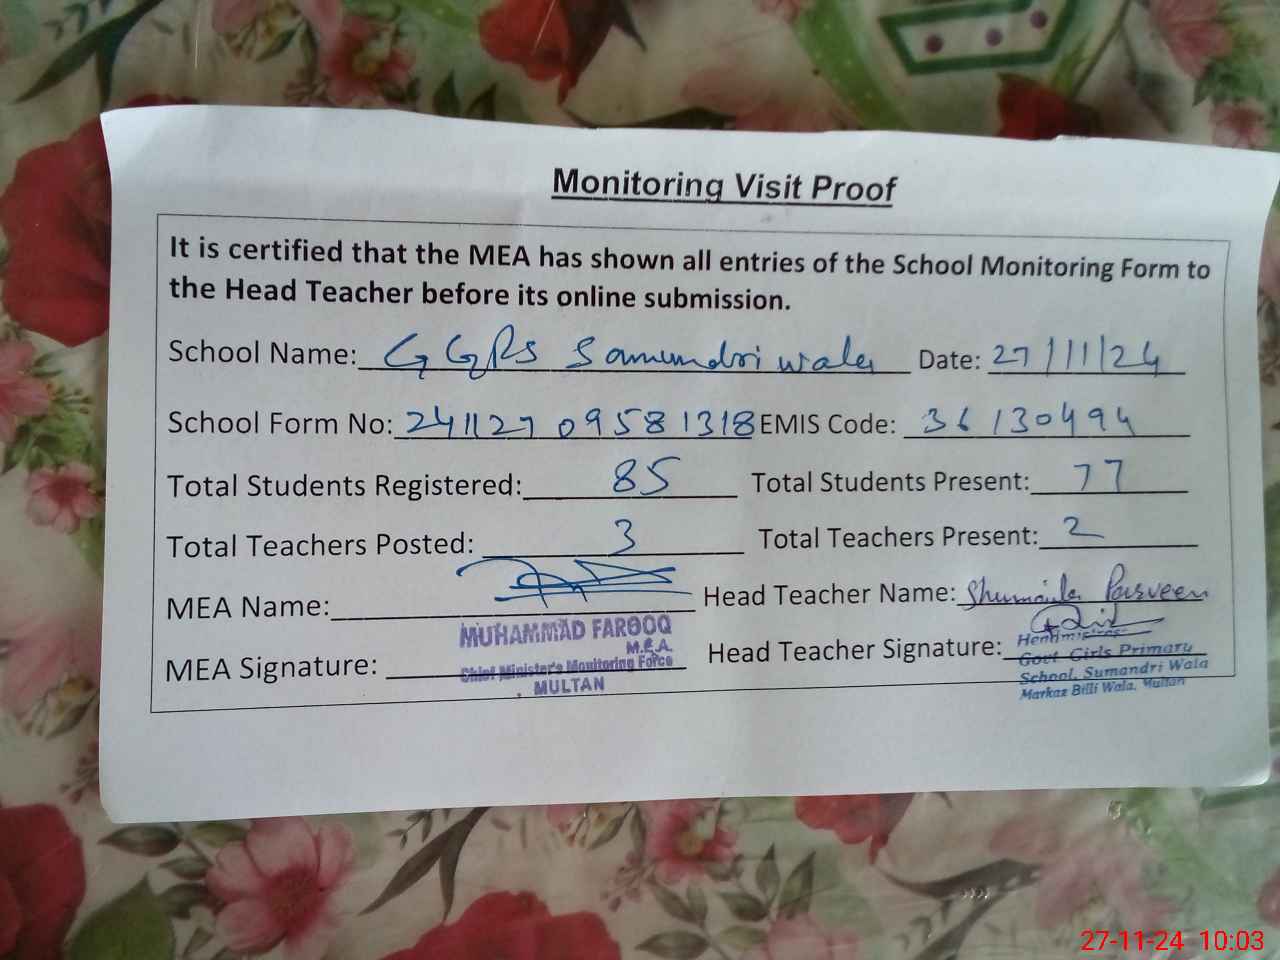 Monitoring Visit Proof
It is certified that the MEA has shown all entries of the School Monitoring Form to
the Head Teacher before its online submission.
School Name: GGPS Samundri wala Date: 27/11/24
School Form No: 241127 09581318 EMIS Code: 36130494
Total Students Registered: 85 Total Students Present: 77
Total Teachers Posted: 3 Total Teachers Present: 2
MEA Name: Head Teacher Name: Shumaila Parveen
MUHAMMAD FAROOQ
M.E.A.
Chief Minister's Monitoring Force
MULTAN
MEA Signature: Head Teacher Signature:
Headmistress
Govt Girls Primary
School, Sumandri Wala
Markaz Billi Wala, Multan
27-11-24 10:03